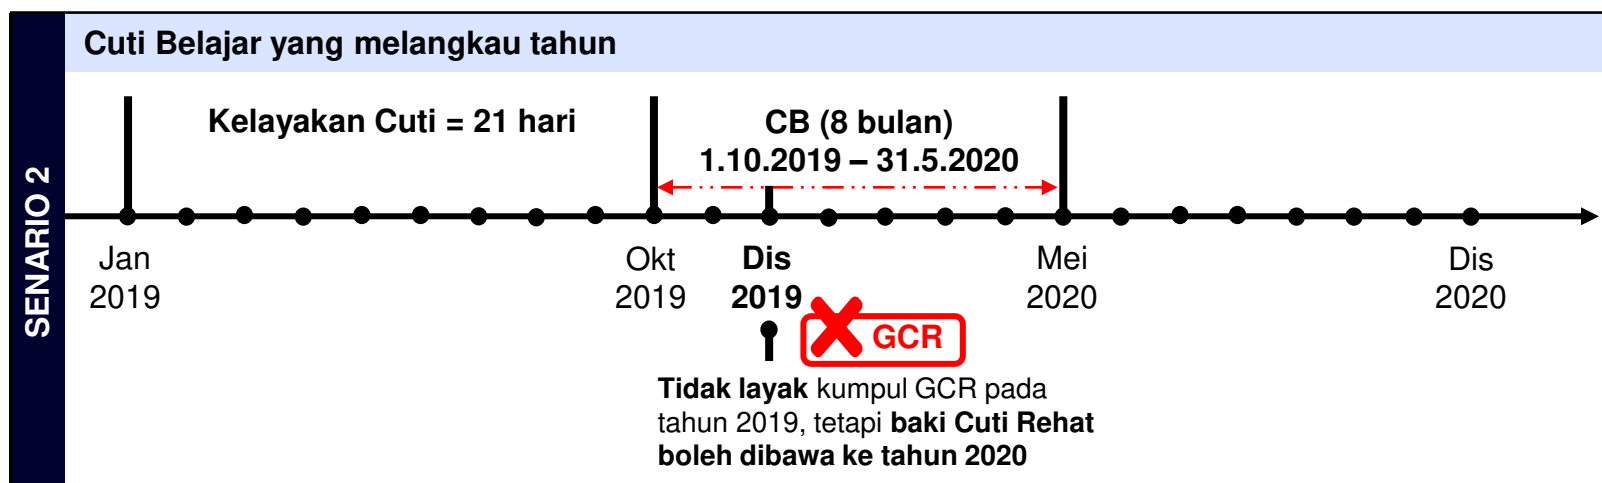 SENARIO 2
Cuti Belajar yang melangkau tahun
Kelayakan Cuti = 21 hari
CB (8 bulan)
1.10.2019 – 31.5.2020
Jan
2019
Okt
2019
Dis
2019
Mei
2020
Dis
2020
GCR
Tidak layak kumpul GCR pada
tahun 2019, tetapi baki Cuti Rehat
boleh dibawa ke tahun 2020